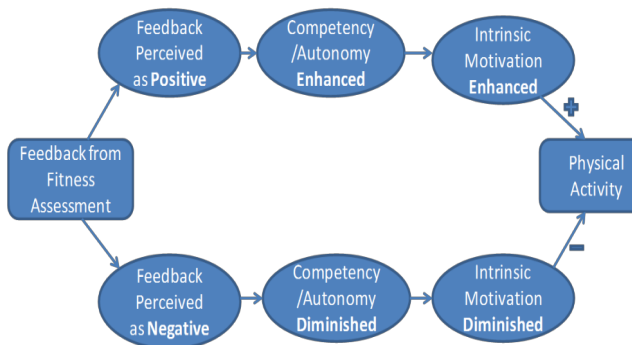 Feedback
Perceived
as Positive
Competency
/Autonomy
Enhanced
Intrinsic
Motivation
Enhanced
+
Feedback from
Fitness
Assessment
Physical
Activity
–
Feedback
Perceived
as Negative
Competency
/Autonomy
Diminished
Intrinsic
Motivation
Diminished